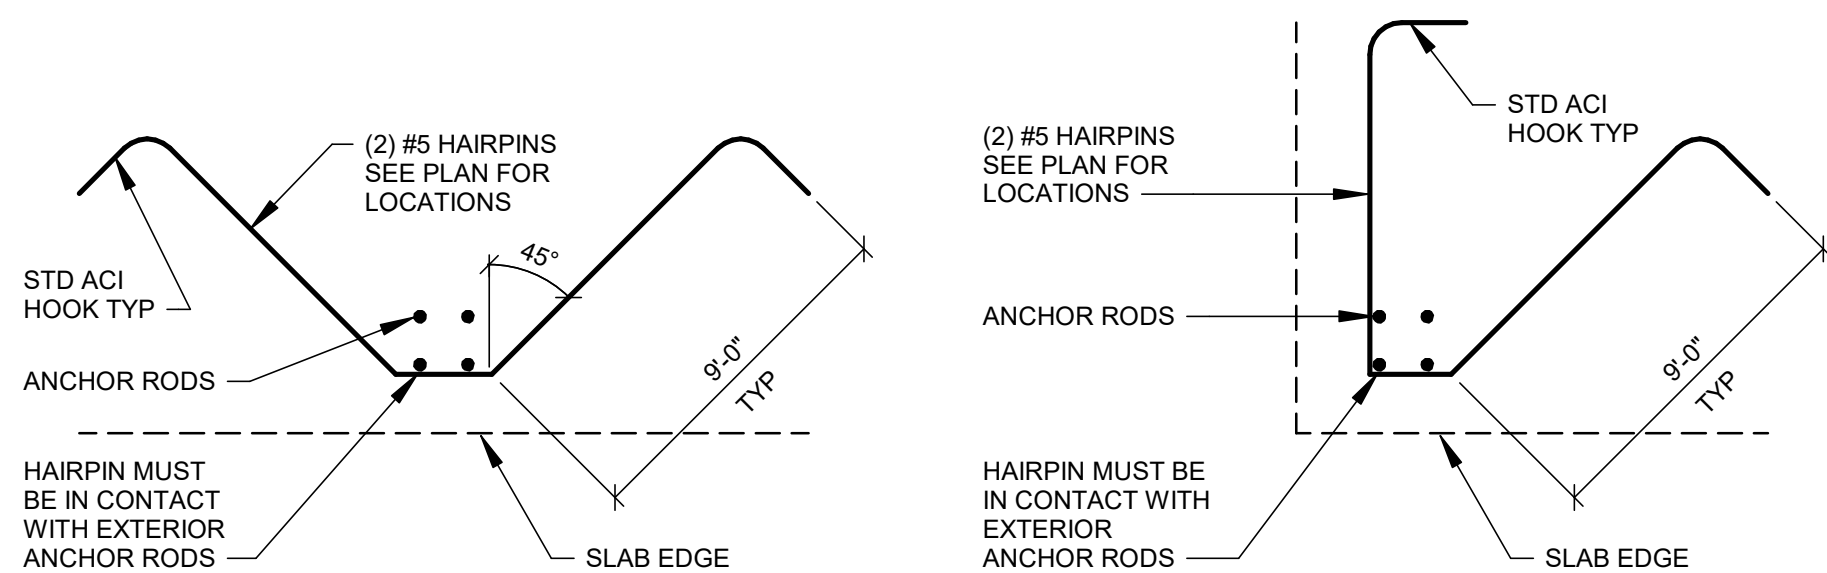 (2) #5 HAIRPINS
SEE PLAN FOR
LOCATIONS
45°
STD ACI
HOOK TYP
ANCHOR RODS
9'-0"
TYP
HAIRPIN MUST
BE IN CONTACT
WITH EXTERIOR
ANCHOR RODS
SLAB EDGE
STD ACI
HOOK TYP
(2) #5 HAIRPINS
SEE PLAN FOR
LOCATIONS
ANCHOR RODS
9'-0"
TYP
HAIRPIN MUST BE
IN CONTACT WITH
EXTERIOR
ANCHOR RODS
SLAB EDGE